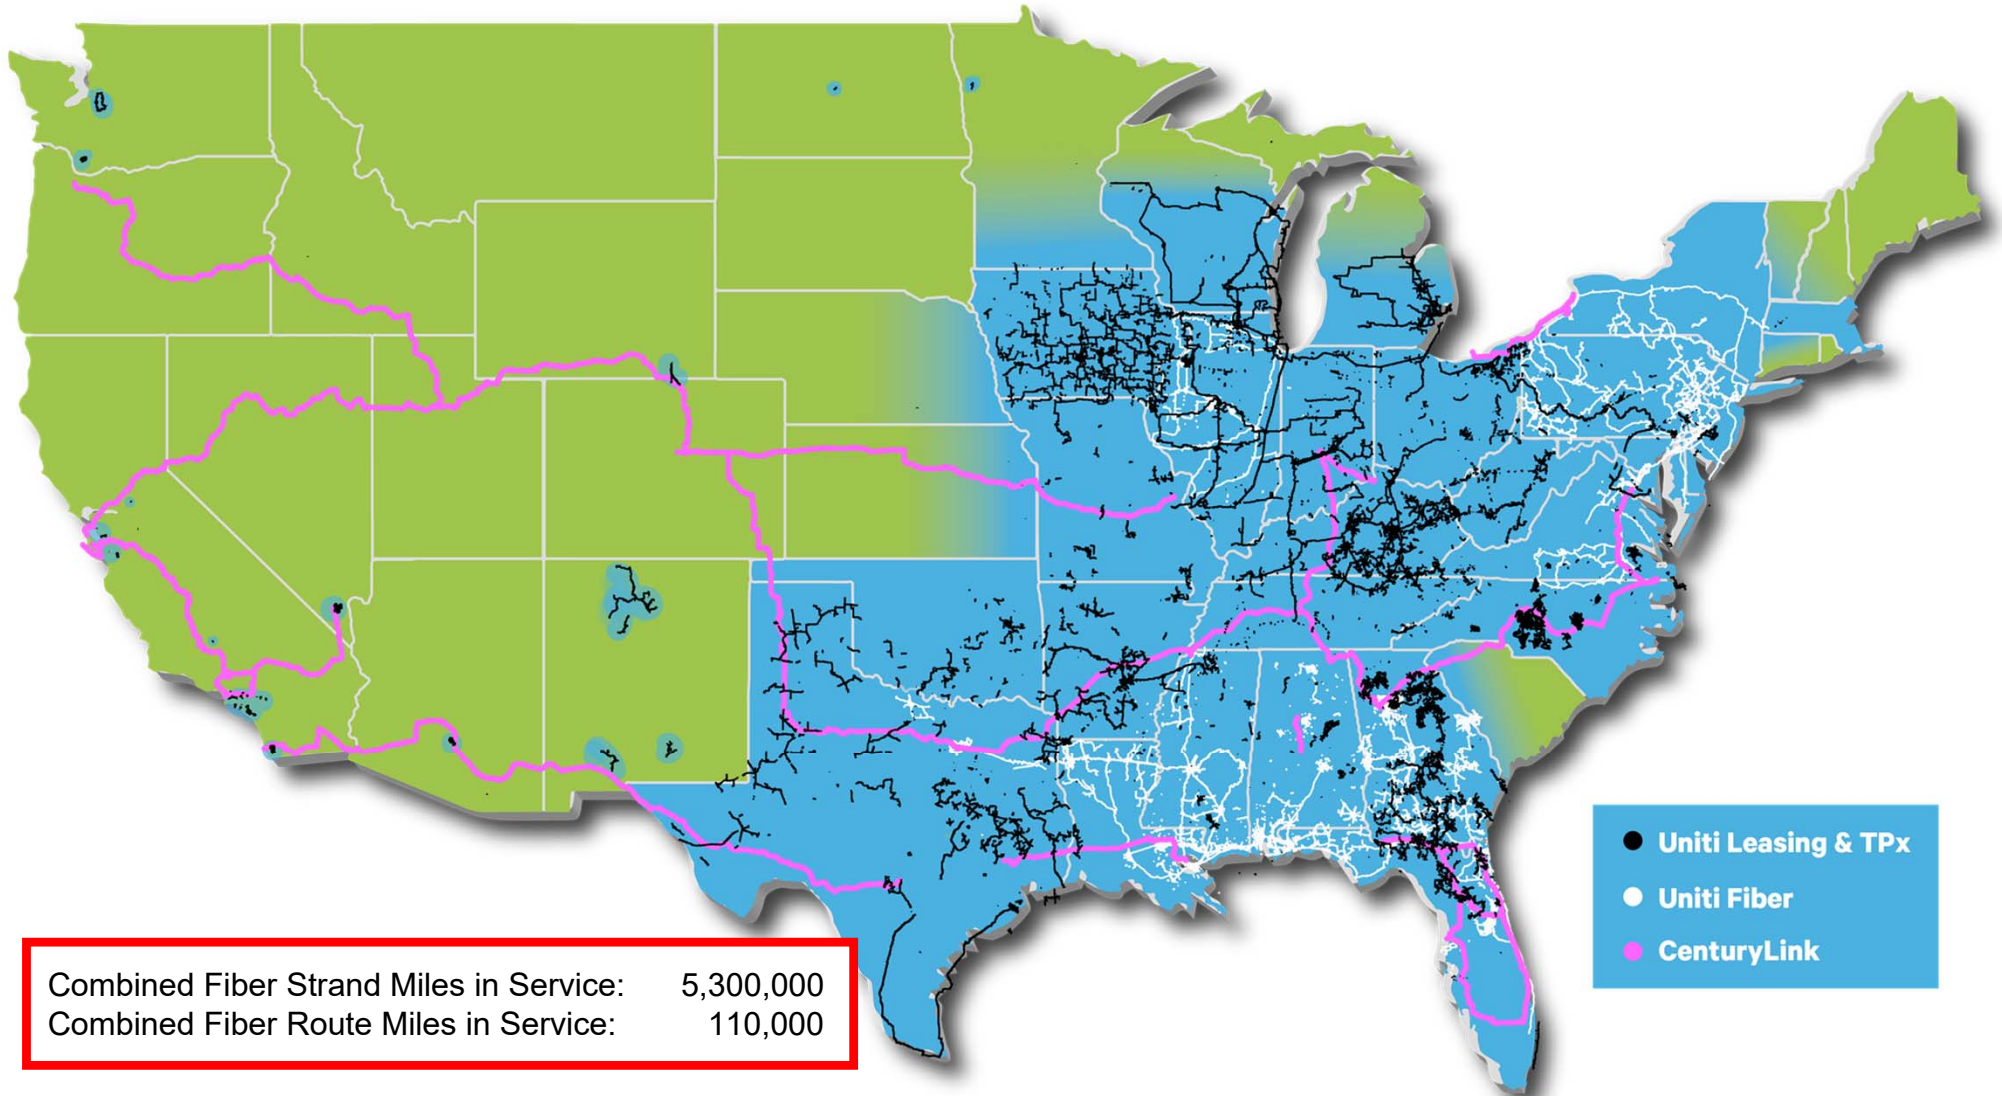 Uniti Leasing & TPx
Uniti Fiber
CenturyLink
Combined Fiber Strand Miles in Service: 5,300,000
Combined Fiber Route Miles in Service: 110,000